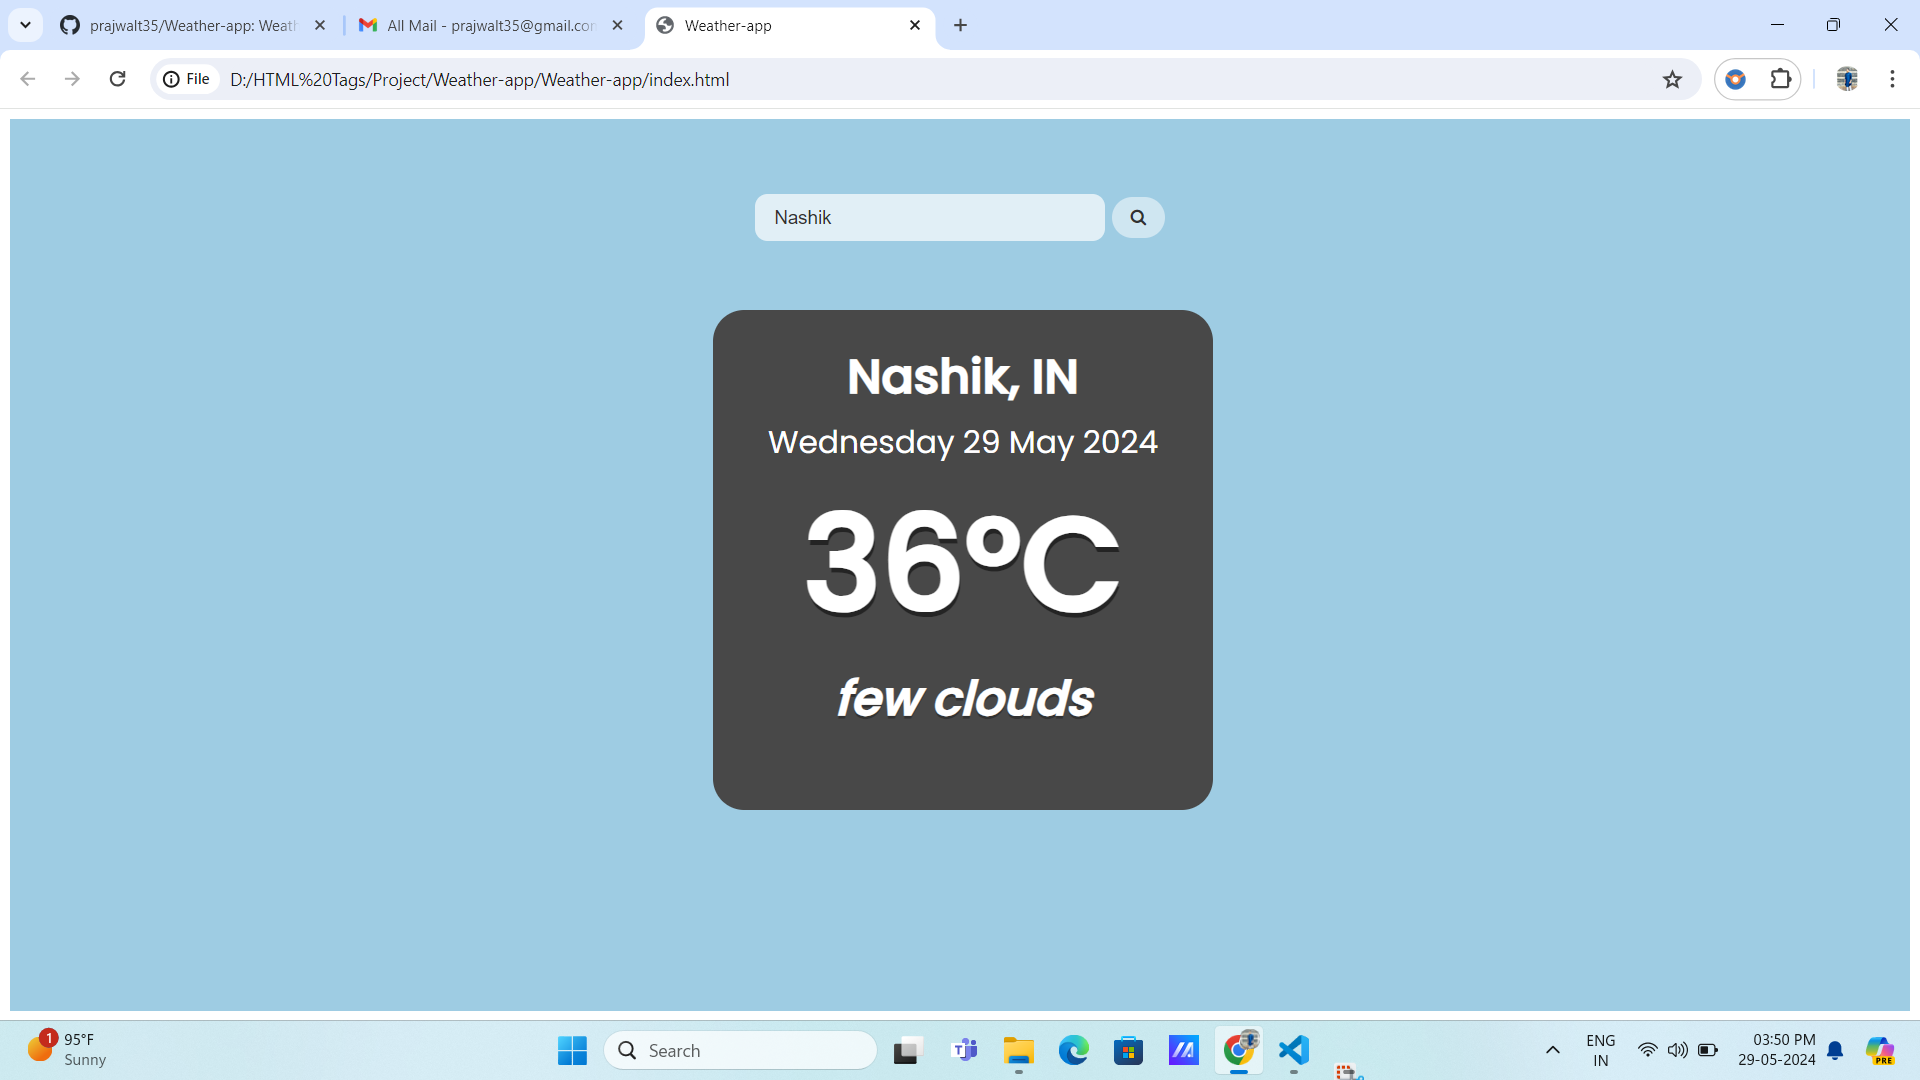 prajwalt35/Weather-app: Weath
All Mail - prajwalt35@gmail.con
Weather-app
File
D:/HTML%20Tags/Project/Weather-app/Weather-app/index.html
Nashik
Nashik, IN
Wednesday 29 May 2024
36°C
few clouds
1
95°F
Sunny
Search
ENG
IN
03:50 PM
29-05-2024
PRE